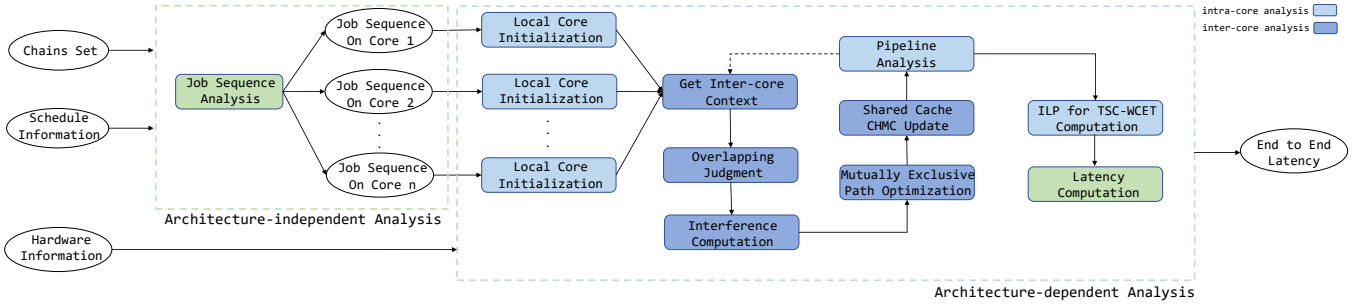 intra-core analysis
inter-core analysis
Chains Set
Schedule
Information
Hardware
Information
Job Sequence
Analysis
Job Sequence
On Core 1
Job Sequence
On Core 2
.
.
.
Job Sequence
On Core n
Architecture-independent Analysis
Local Core
Initialization
Local Core
Initialization
.
.
.
Local Core
Initialization
Get Inter-core
Context
Overlapping
Judgment
Interference
Computation
Pipeline
Analysis
Shared Cache
CHMC Update
Mutually Exclusive
Path Optimization
ILP for TSC-WCET
Computation
Latency
Computation
Architecture-dependent Analysis
End to End
Latency